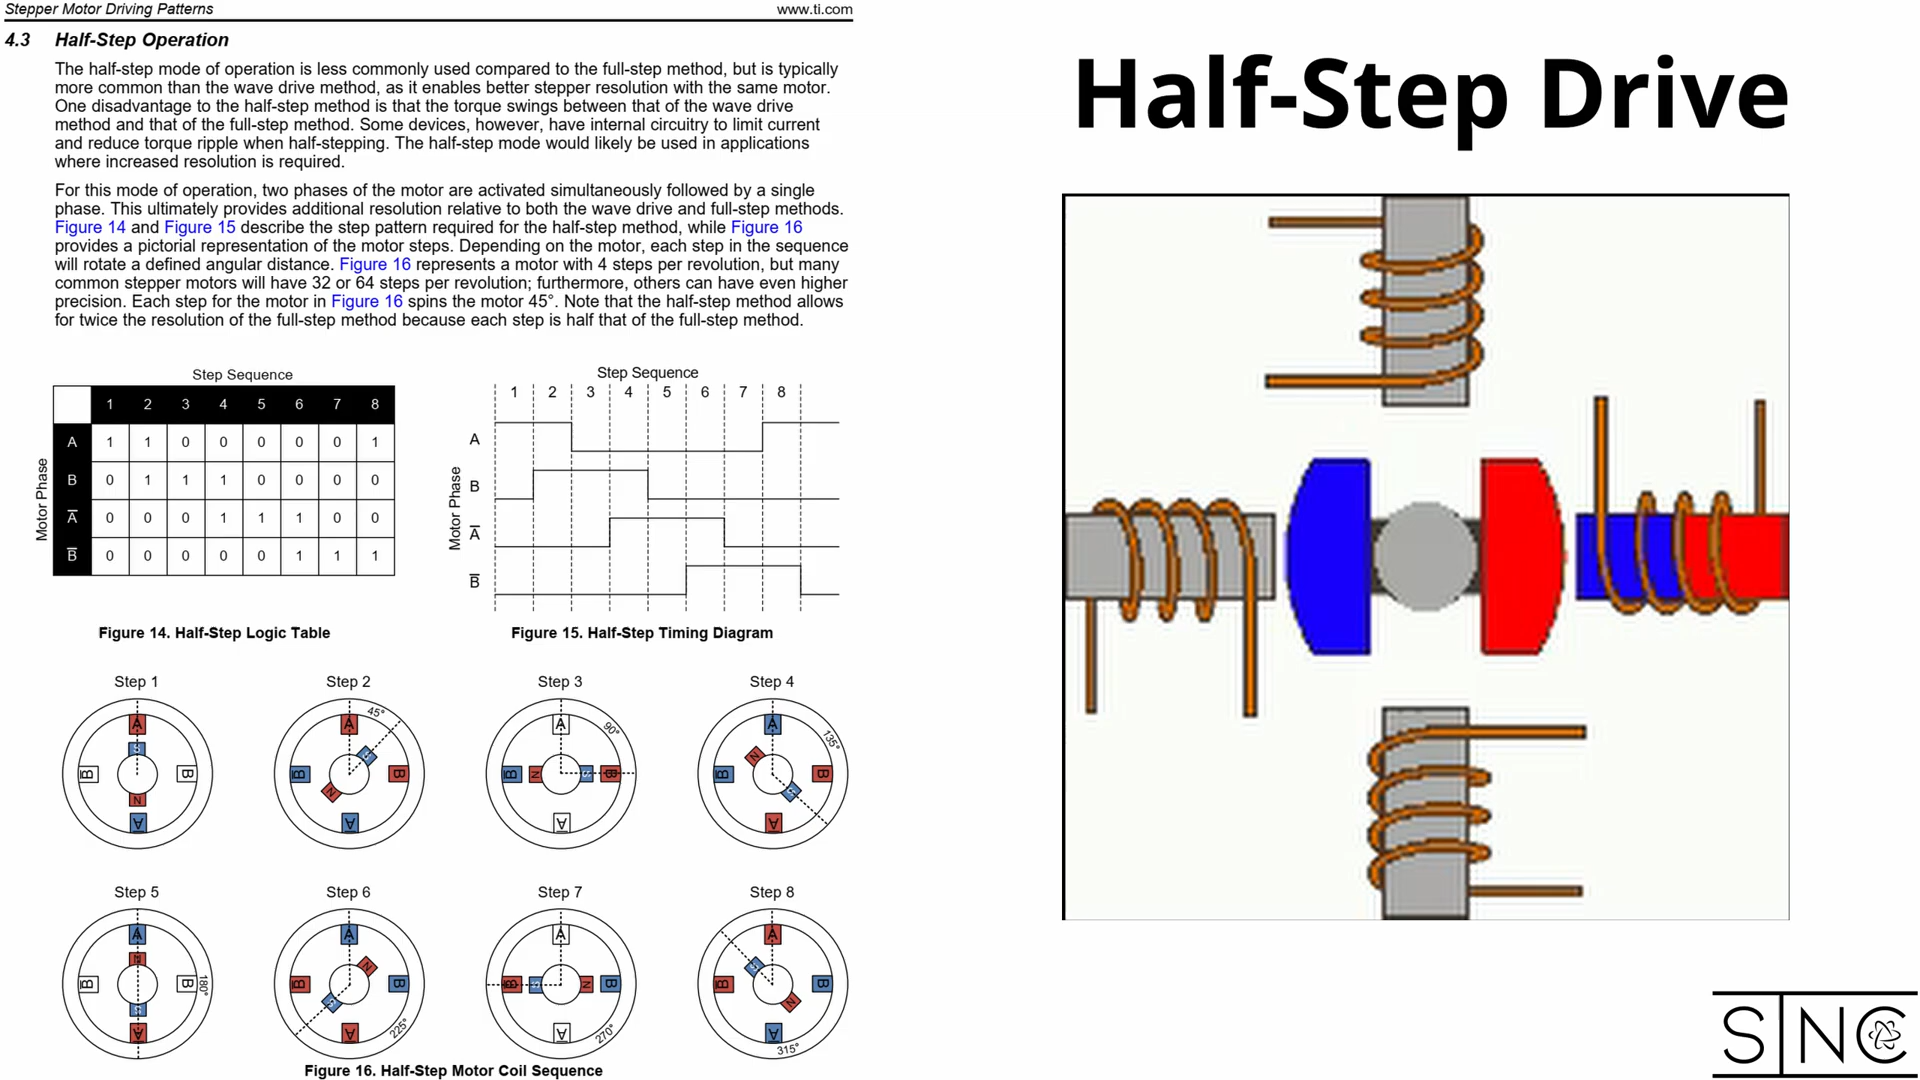 Stepper Motor Driving Patterns
www.ti.com
4.3 Half-Step Operation
The half-step mode of operation is less commonly used compared to the full-step method, but is typically
more common than the wave drive method, as it enables better stepper resolution with the same motor.
One disadvantage to the half-step method is that the torque swings between that of the wave drive
method and that of the full-step method. Some devices, however, have internal circuitry to limit current
and reduce torque ripple when half-stepping. The half-step mode would likely be used in applications
where increased resolution is required.
For this mode of operation, two phases of the motor are activated simultaneously followed by a single
phase. This ultimately provides additional resolution relative to both the wave drive and full-step methods.
Figure 14 and Figure 15 describe the step pattern required for the half-step method, while Figure 16
provides a pictorial representation of the motor steps. Depending on the motor, each step in the sequence
will rotate a defined angular distance. Figure 16 represents a motor with 4 steps per revolution, but many
common stepper motors will have 32 or 64 steps per revolution; furthermore, others can have even higher
precision. Each step for the motor in Figure 16 spins the motor 45°. Note that the half-step method allows
for twice the resolution of the full-step method because each step is half that of the full-step method.
Step Sequence
1 2 3 4 5 6 7 8
Motor Phase
A 1 1 0 0 0 0 0 1
B 0 1 1 1 0 0 0 0
A̅ 0 0 0 1 1 1 0 0
B̅ 0 0 0 0 0 1 1 1
Figure 14. Half-Step Logic Table
Step Sequence
1 2 3 4 5 6 7 8
Motor Phase
A
B
A̅
B̅
Figure 15. Half-Step Timing Diagram
Step 1
A
S
B̅ B
N
A̅
Step 2
45°
A
S
B̅ B
N
A̅
Step 3
90°
A
B̅ N S B
A̅
Step 4
135°
A
N
B̅ B
S
A̅
Step 5
A
N
B̅ B
180°
S
A̅
Step 6
A
N
B̅ B
S
225°
A̅
Step 7
A
B̅ S N B
A̅
270°
Step 8
A
S
B̅ B
N
A̅
315°
Figure 16. Half-Step Motor Coil Sequence
Half-Step Drive
SNC